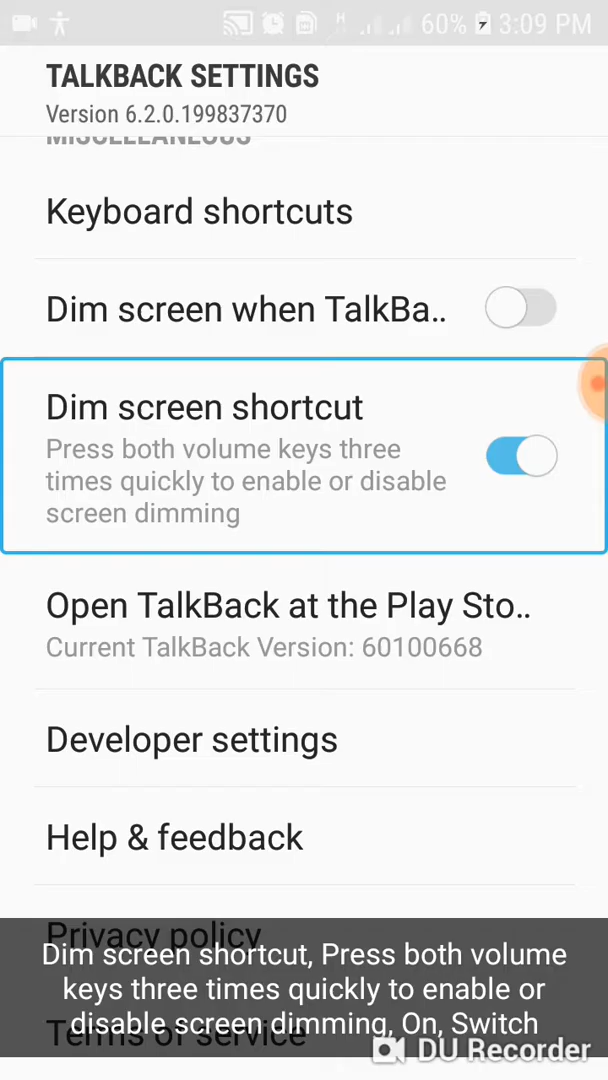 60% 3:09 PM
TALKBACK SETTINGS
Version 6.2.0.199837370
MISCELLANEOUS
Keyboard shortcuts
Dim screen when TalkBa..
Dim screen shortcut
Press both volume keys three
times quickly to enable or disable
screen dimming
Open TalkBack at the Play Sto..
Current TalkBack Version: 60100668
Developer settings
Help & feedback
Privacy policy
Dim screen shortcut, Press both volume
keys three times quickly to enable or
disable screen dimming, On, Switch
Terms of service
DU Recorder